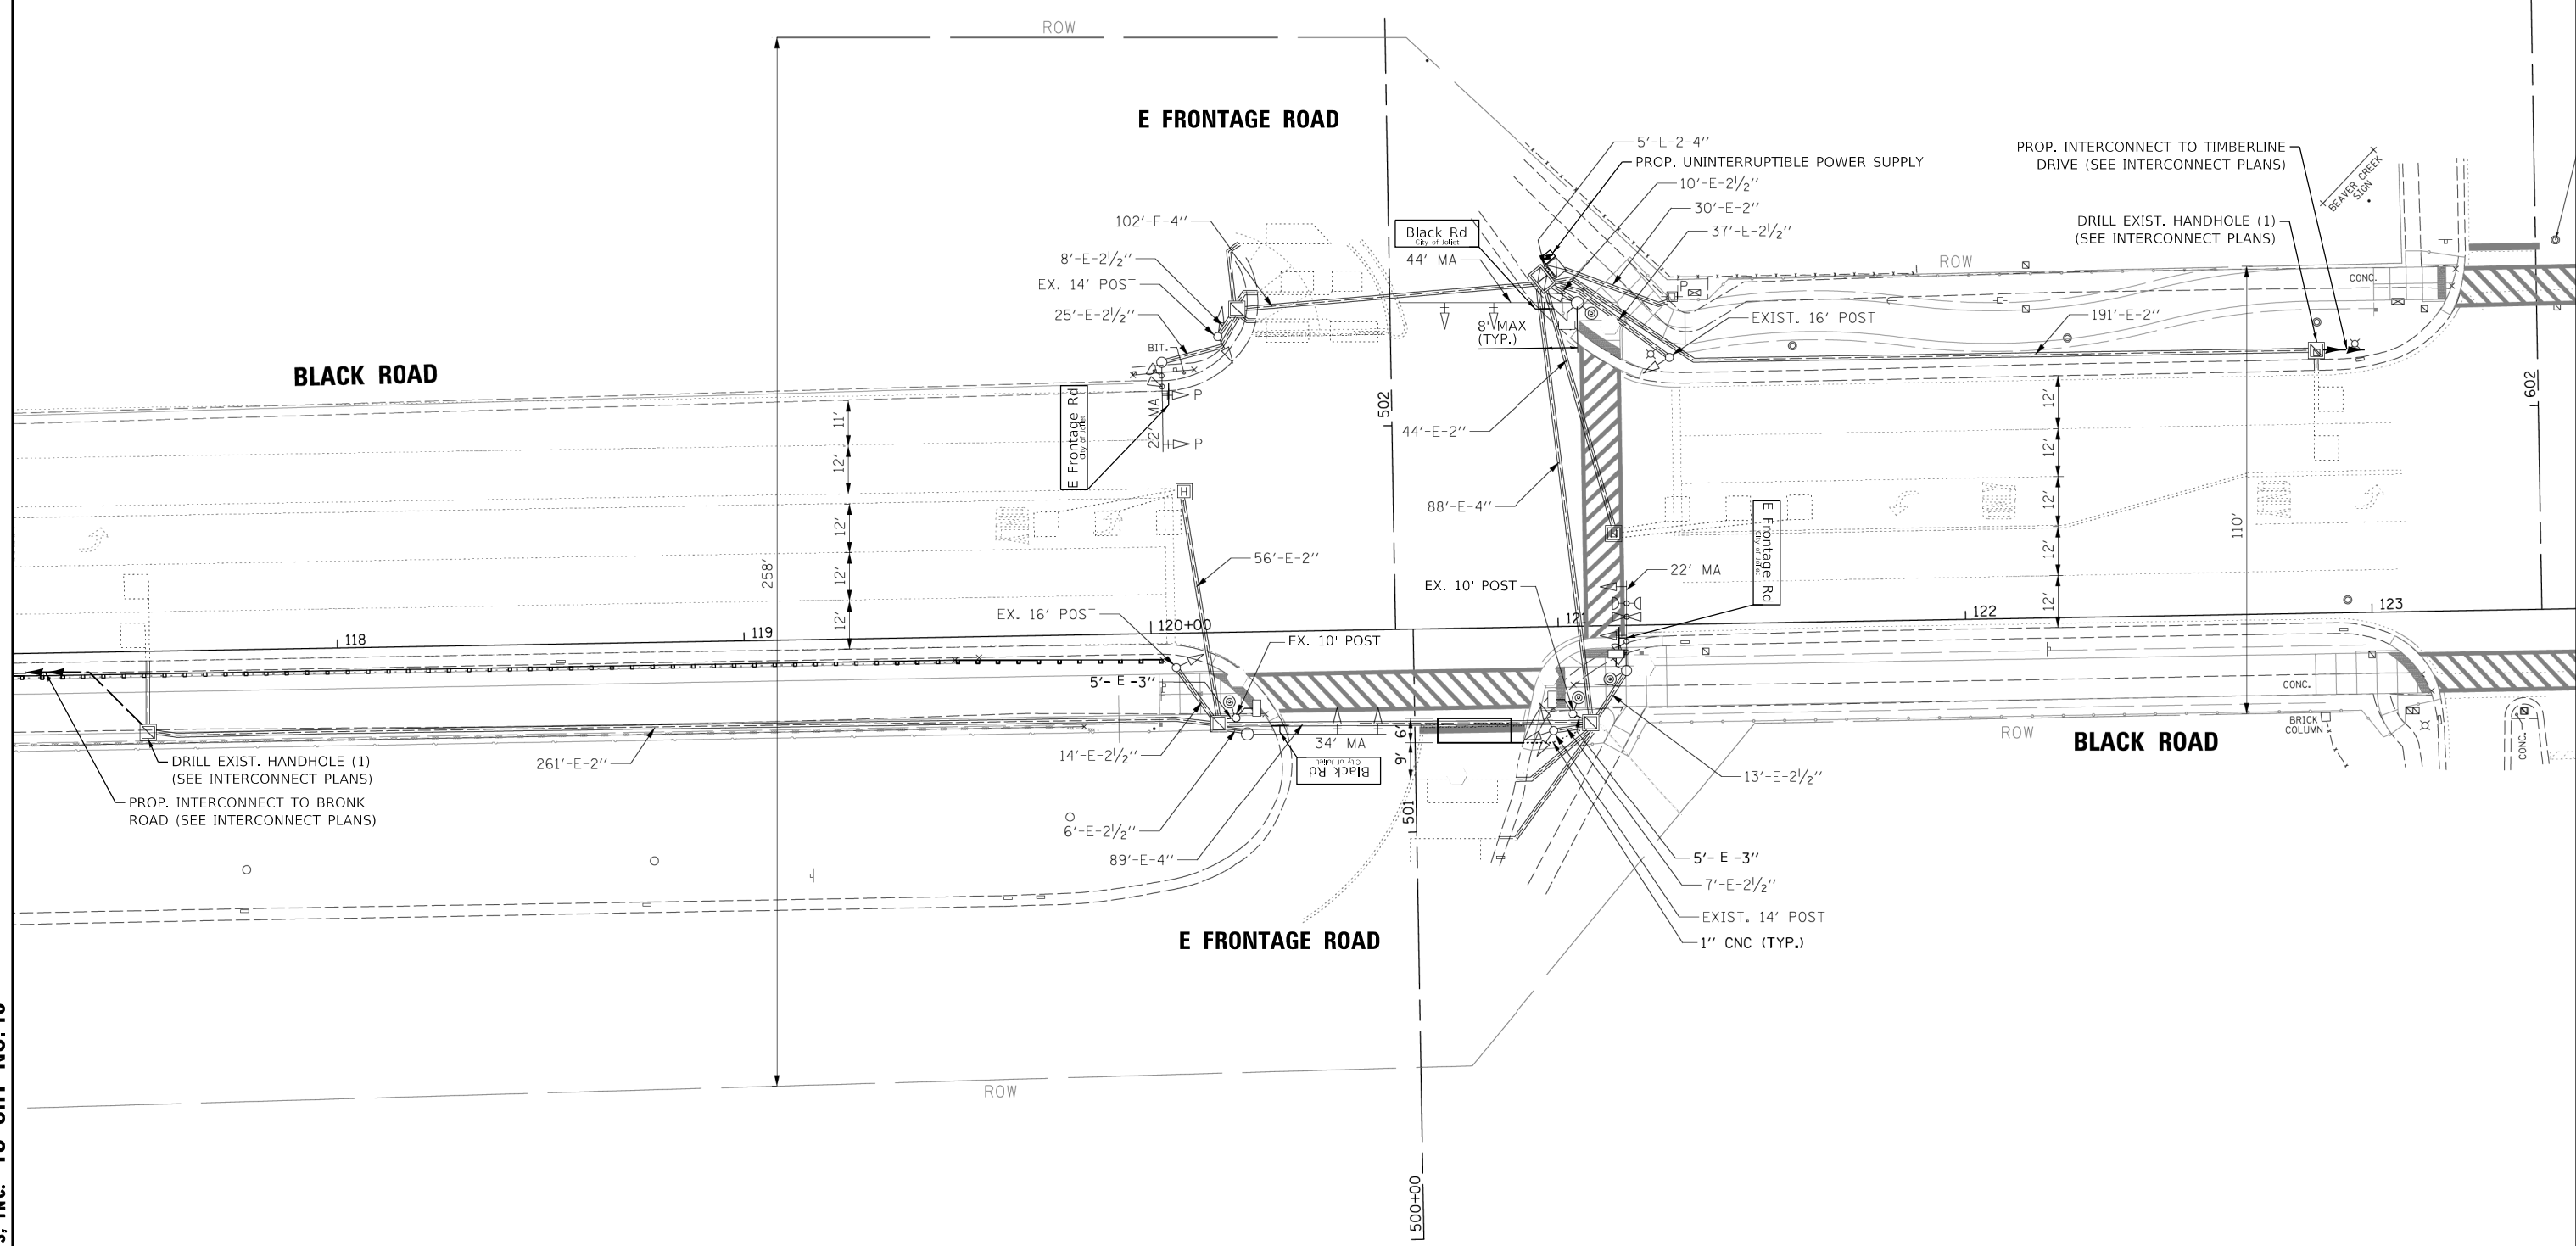 ROW
E FRONTAGE ROAD
502
602
5'-E-2-4"
PROP. UNINTERRUPTIBLE POWER SUPPLY
10'-E-2½"
30'-E-2"
37'-E-2½"
PROP. INTERCONNECT TO TIMBERLINE
DRIVE (SEE INTERCONNECT PLANS)
BEAVER CREEK
SIGN
DRILL EXIST. HANDHOLE (1)
(SEE INTERCONNECT PLANS)
102'-E-4"
Black Rd
City of Joliet
44' MA
8'-E-2½"
EX. 14' POST
25'-E-2½"
BIT.
ROW
CONC.
P
8' MAX
(TYP.)
EXIST. 16' POST
191'-E-2"
BLACK ROAD
E Frontage Rd
City of Joliet
22' MA
P
P
11'
12'
12'
12'
12'
258'
44'-E-2"
88'-E-4"
H
56'-E-2"
12'
12'
12'
12'
12'
110'
E Frontage Rd
City of Joliet
22' MA
EX. 10' POST
EX. 16' POST
EX. 10' POST
118
119
120+00
121
122
123
5'- E -3"
14'-E-2½"
261'-E-2"
DRILL EXIST. HANDHOLE (1)
(SEE INTERCONNECT PLANS)
PROP. INTERCONNECT TO BRONK
ROAD (SEE INTERCONNECT PLANS)
34' MA
Black Rd
City of Joliet
6'
9'
501
6'-E-2½"
89'-E-4"
13'-E-2½"
5'- E -3"
7'-E-2½"
EXIST. 14' POST
1" CNC (TYP.)
CONC.
BRICK
COLUMN
CONC.
ROW
BLACK ROAD
E FRONTAGE ROAD
ROW
500+00